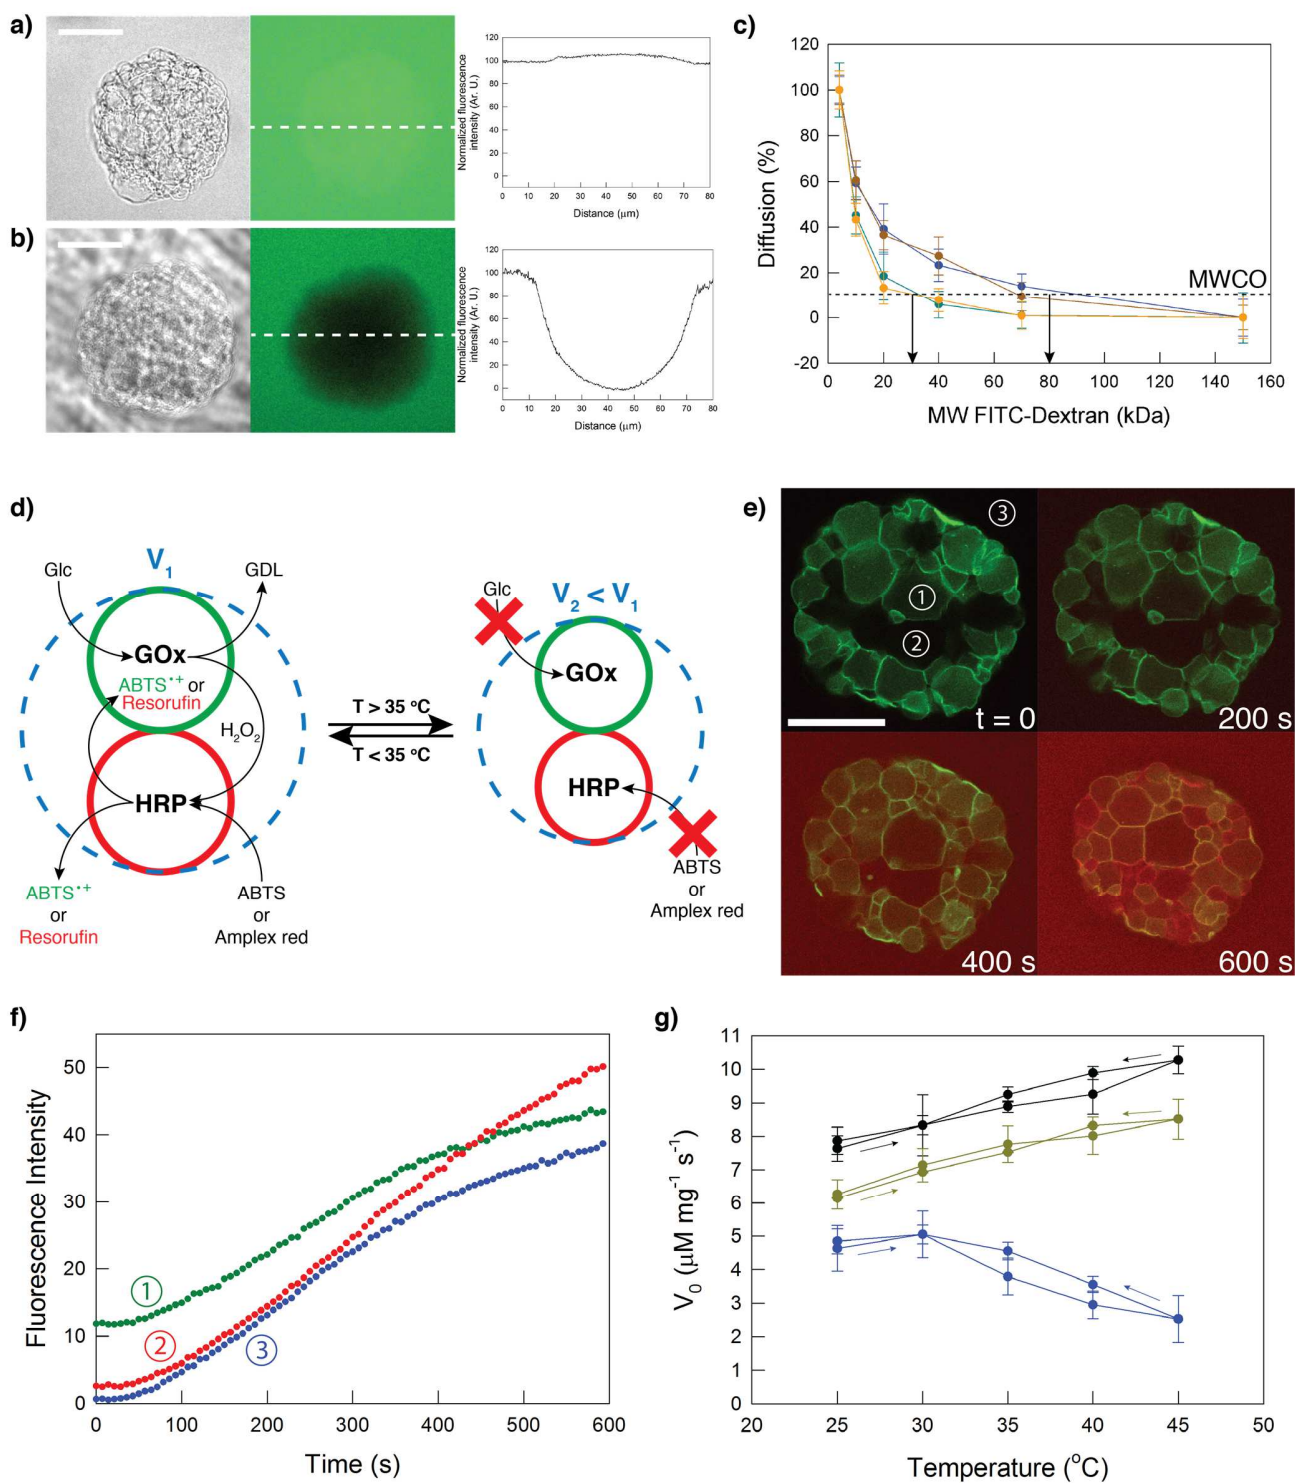 a)
Normalized fluorescence
intensity (Ar. U.)
120
100
80
60
40
20
0
0 10 20 30 40 50 60 70 80
Distance (μm)
b)
Normalized fluorescence
intensity (Ar. U.)
120
100
80
60
40
20
0
0 10 20 30 40 50 60 70 80
Distance (μm)
c)
Diffusion (%)
120
100
80
60
40
20
0
-20
MWCO
0 20 40 60 80 100 120 140 160
MW FITC-Dextran (kDa)
d)
V1
Glc
GDL
GOx
ABTS•+ or
Resorufin
H2O2
HRP
ABTS•+
or
Resorufin
ABTS
or
Amplex red
T > 35 ºC
T < 35 ºC
Glc
V2 < V1
GOx
HRP
ABTS
or
Amplex red
e)
3
1
2
t = 0
200 s
400 s
600 s
f)
Fluorescence Intensity
50
40
30
20
10
0
1
2
3
0 100 200 300 400 500 600
Time (s)
g)
V0 (μM mg-1 s-1)
11
10
9
8
7
6
5
4
3
2
1
0
20 25 30 35 40 45 50
Temperature (oC)